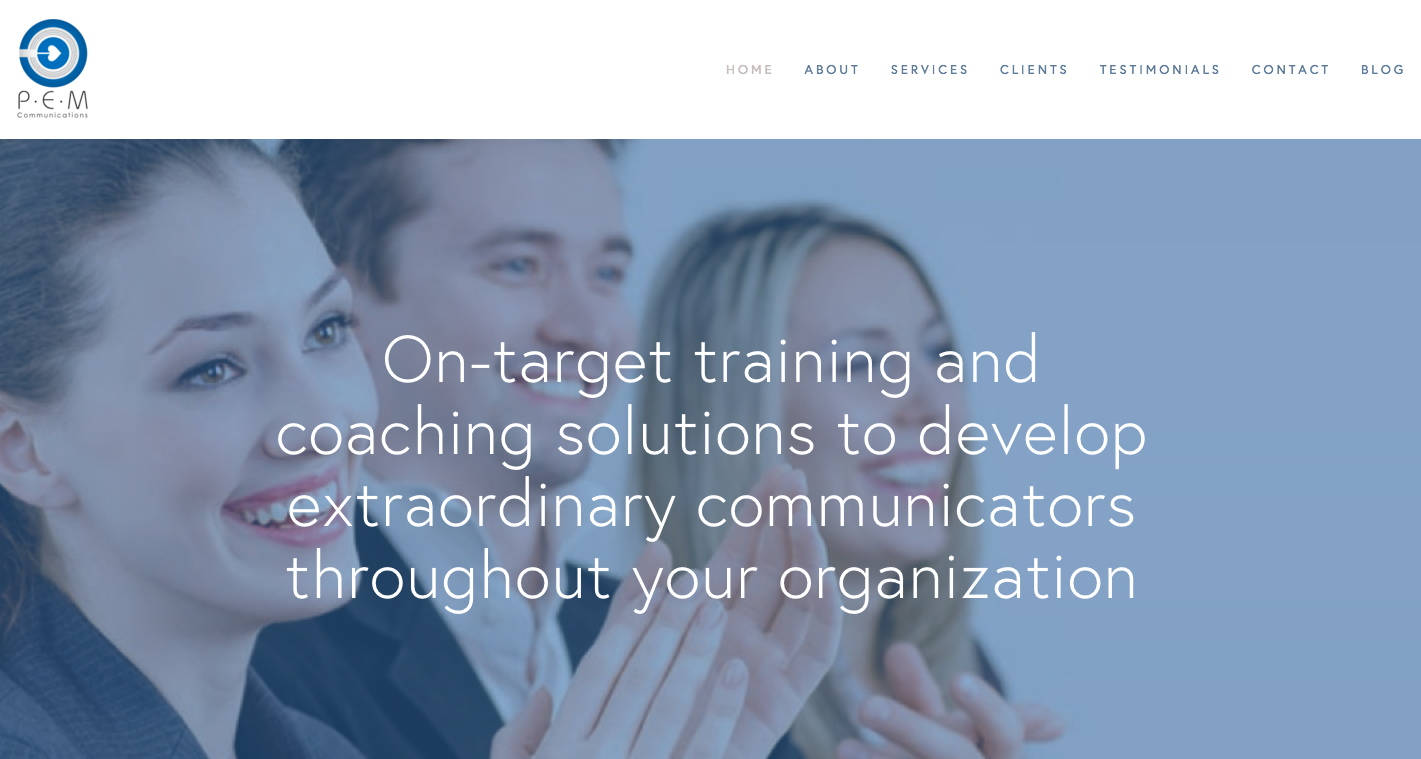 P·E·M
Communications
HOME ABOUT SERVICES CLIENTS TESTIMONIALS CONTACT BLOG
On-target training and
coaching solutions to develop
extraordinary communicators
throughout your organization